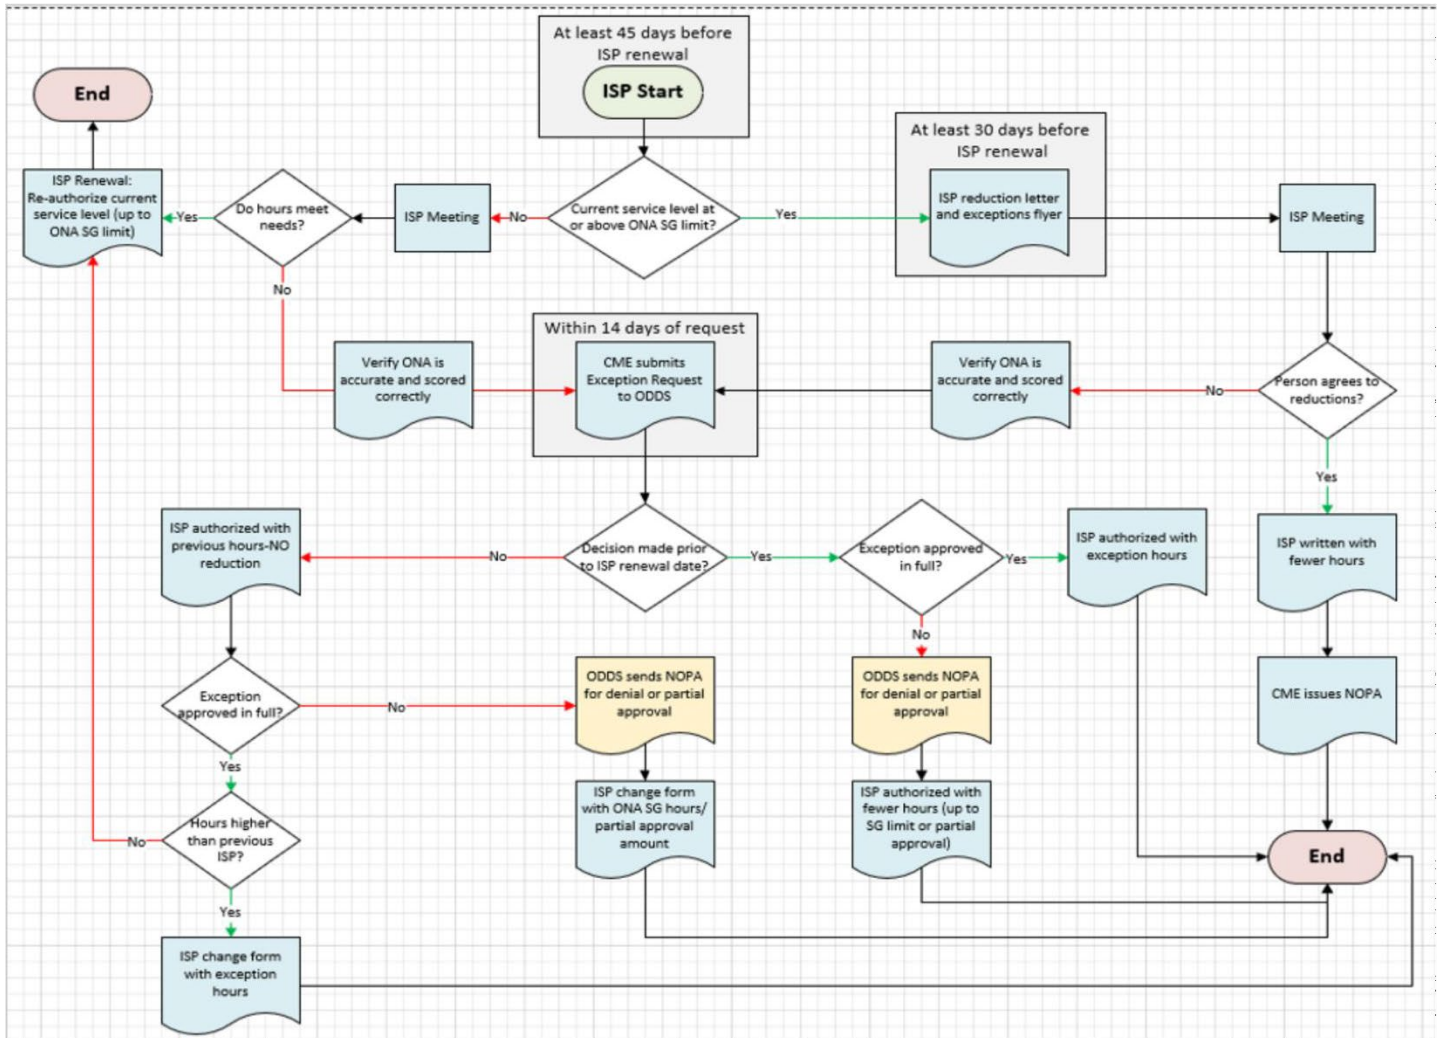 At least 45 days before
ISP renewal
ISP Start
End
At least 30 days before
ISP renewal
ISP Renewal:
Re-authorize current
service level (up to
ONA SG limit)
Yes
Do hours meet
needs?
ISP Meeting
No
Current service level at
or above ONA SG limit?
Yes
ISP reduction letter
and exceptions flyer
ISP Meeting
No
Within 14 days of request
Verify ONA is
accurate and scored
correctly
CME submits
Exception Request
to ODDS
Verify ONA is
accurate and scored
correctly
No
Person agrees to
reductions?
Yes
ISP authorized with
previous hours-NO
reduction
No
Decision made prior
to ISP renewal date?
Yes
Exception approved
in full?
Yes
ISP authorized with
exception hours
ISP written with
fewer hours
No
Exception
approved in full?
No
ODDS sends NOPA
for denial or partial
approval
ODDS sends NOPA
for denial or partial
approval
CME issues NOPA
Yes
ISP change form
with ONA SG hours/
partial approval
amount
ISP authorized with
fewer hours (up to
SG limit or partial
approval)
No
Hours higher
than previous
ISP?
End
Yes
ISP change form
with exception
hours